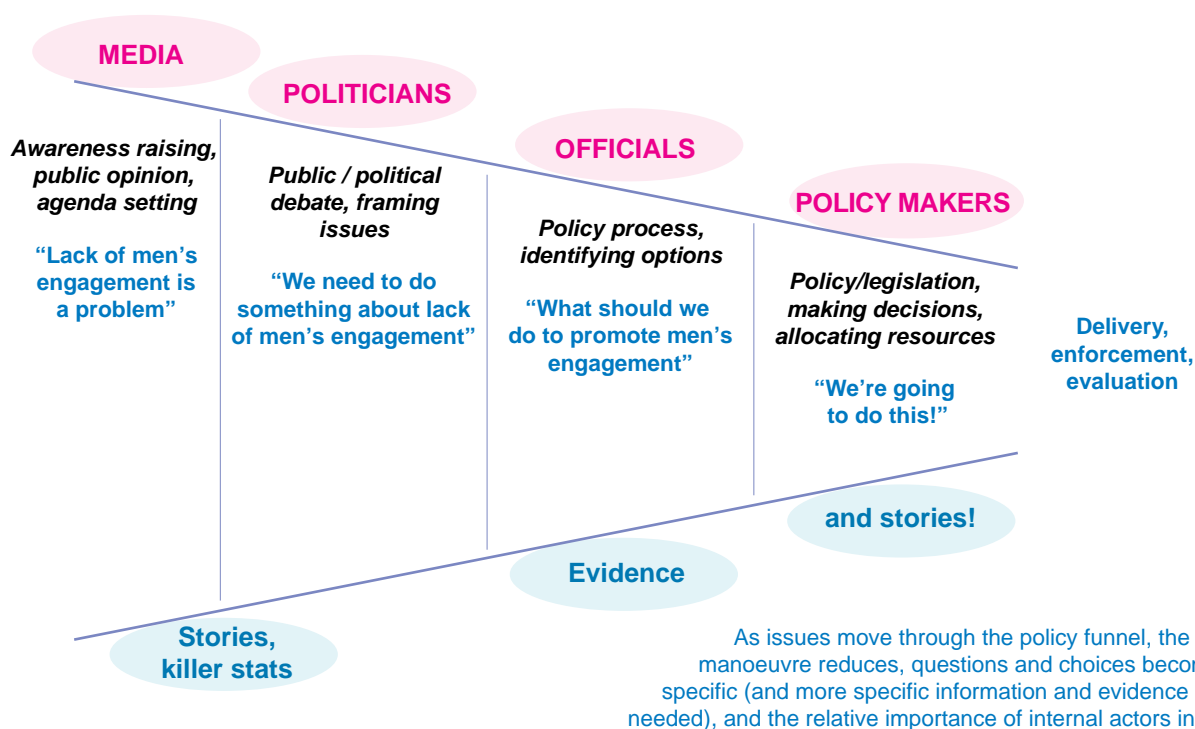 MEDIA
POLITICIANS
OFFICIALS
POLICY MAKERS
Awareness raising,
public opinion,
agenda setting
“Lack of men’s
engagement is
a problem”
Public / political
debate, framing
issues
“We need to do
something about lack
of men’s engagement”
Policy process,
identifying options
“What should we
do to promote men’s
engagement”
Policy/legislation,
making decisions,
allocating resources
“We’re going
to do this!”
Delivery,
enforcement,
evaluation
Stories,
killer stats
Evidence
and stories!
As issues move through the policy funnel, the
manoeuvre reduces, questions and choices
specific (and more specific information and evidence
needed), and the relative importance of internal actors